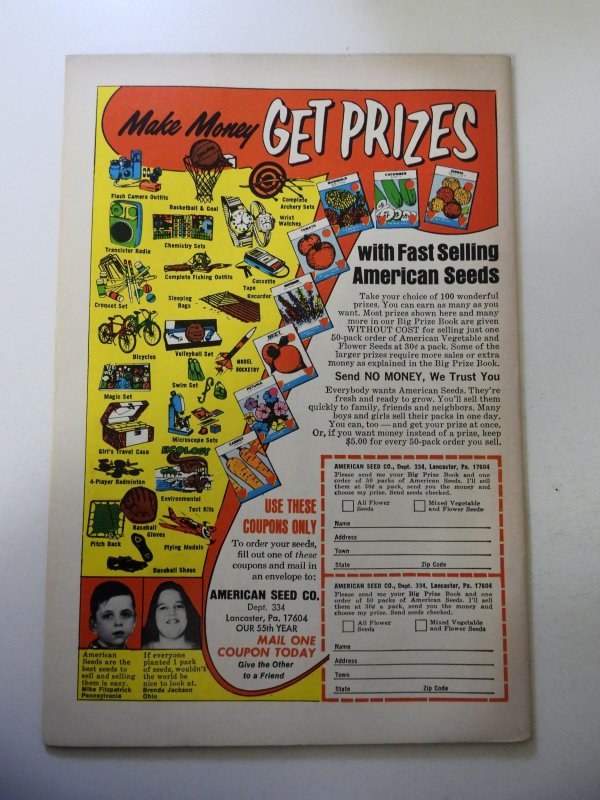 Make Money GET PRIZES
Flash Camera Outfits
Basketball & Goal
Complete
Archery Sets
Transistor Radio
Chemistry Sets
Wrist
Watches
Complete Fishing Outfits
Cassette
Tape
Recorder
Croquet Set
Sleeping
Bags
Bicycles
Volleyball Set
MODEL
ROCKETRY
Magic Set
Swim Set
Girl's Travel Case
Microscope Sets
ECOLOGY
4-Player Badminton
Environmental
Test Kits
Baseball
Gloves
Pitch Back
Flying Models
Baseball Shoes
MARIGOLD
CUCUMBER
ZINNIA
TOMATO
BEET
PETUNIA
CARROT
with Fast Selling
American Seeds
Take your choice of 100 wonderful
prizes. You can earn as many as you
want. Most prizes shown here and many
more in our Big Prize Book are given
WITHOUT COST for selling just one
50-pack order of American Vegetable and
Flower Seeds at 30¢ a pack. Some of the
larger prizes require more sales or extra
money as explained in the Big Prize Book.
Send NO MONEY, We Trust You
Everybody wants American Seeds. They're
fresh and ready to grow. You'll sell them
quickly to family, friends and neighbors. Many
boys and girls sell their packs in one day.
You can, too — and get your prize at once.
Or, if you want money instead of a prize, keep
$5.00 for every 50-pack order you sell.
USE THESE
COUPONS ONLY
To order your seeds,
fill out one of these
coupons and mail in
an envelope to:
AMERICAN SEED CO.
Dept. 334
Lancaster, Pa. 17604
OUR 55th YEAR
MAIL ONE
COUPON TODAY
Give the Other
to a Friend
AMERICAN SEED CO., Dept. 334, Lancaster, Pa. 17604
Please send me your Big Prize Book and one
order of 50 packs of American Seeds. I'll sell
them at 30¢ a pack, send you the money and
choose my prize. Send seeds checked.
All Flower
Seeds
Mixed Vegetable
and Flower Seeds
Name
Address
Town
State Zip Code
AMERICAN SEED CO., Dept. 334, Lancaster, Pa. 17604
Please send me your Big Prize Book and one
order of 50 packs of American Seeds. I'll sell
them at 30¢ a pack, send you the money and
choose my prize. Send seeds checked.
All Flower
Seeds
Mixed Vegetable
and Flower Seeds
Name
Address
Town
State Zip Code
American
Seeds are the
best seeds to
sell and selling
them is easy.
Mike Fitzpatrick
Pennsylvania
If everyone
planted 1 pack
of seeds, wouldn't
the world be
nice to look at.
Brenda Jackson
Ohio